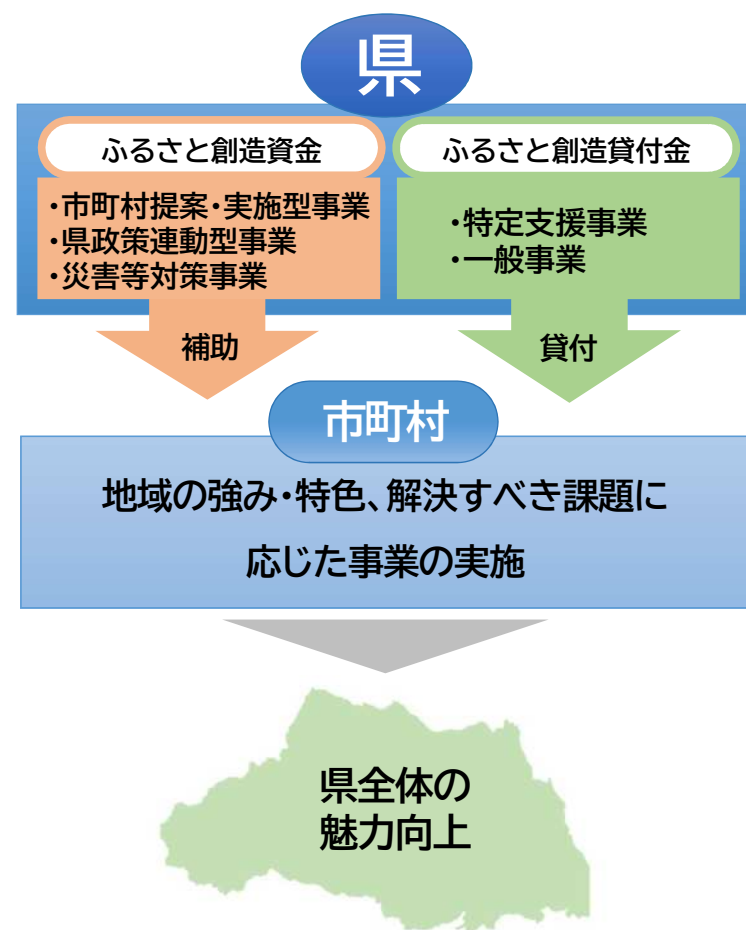 県
ふるさと創造資金
・市町村提案・実施型事業
・県政策連動型事業
・災害等対策事業
補助
ふるさと創造貸付金
・特定支援事業
・一般事業
貸付
市町村
地域の強み・特色、解決すべき課題に
応じた事業の実施
県全体の
魅力向上